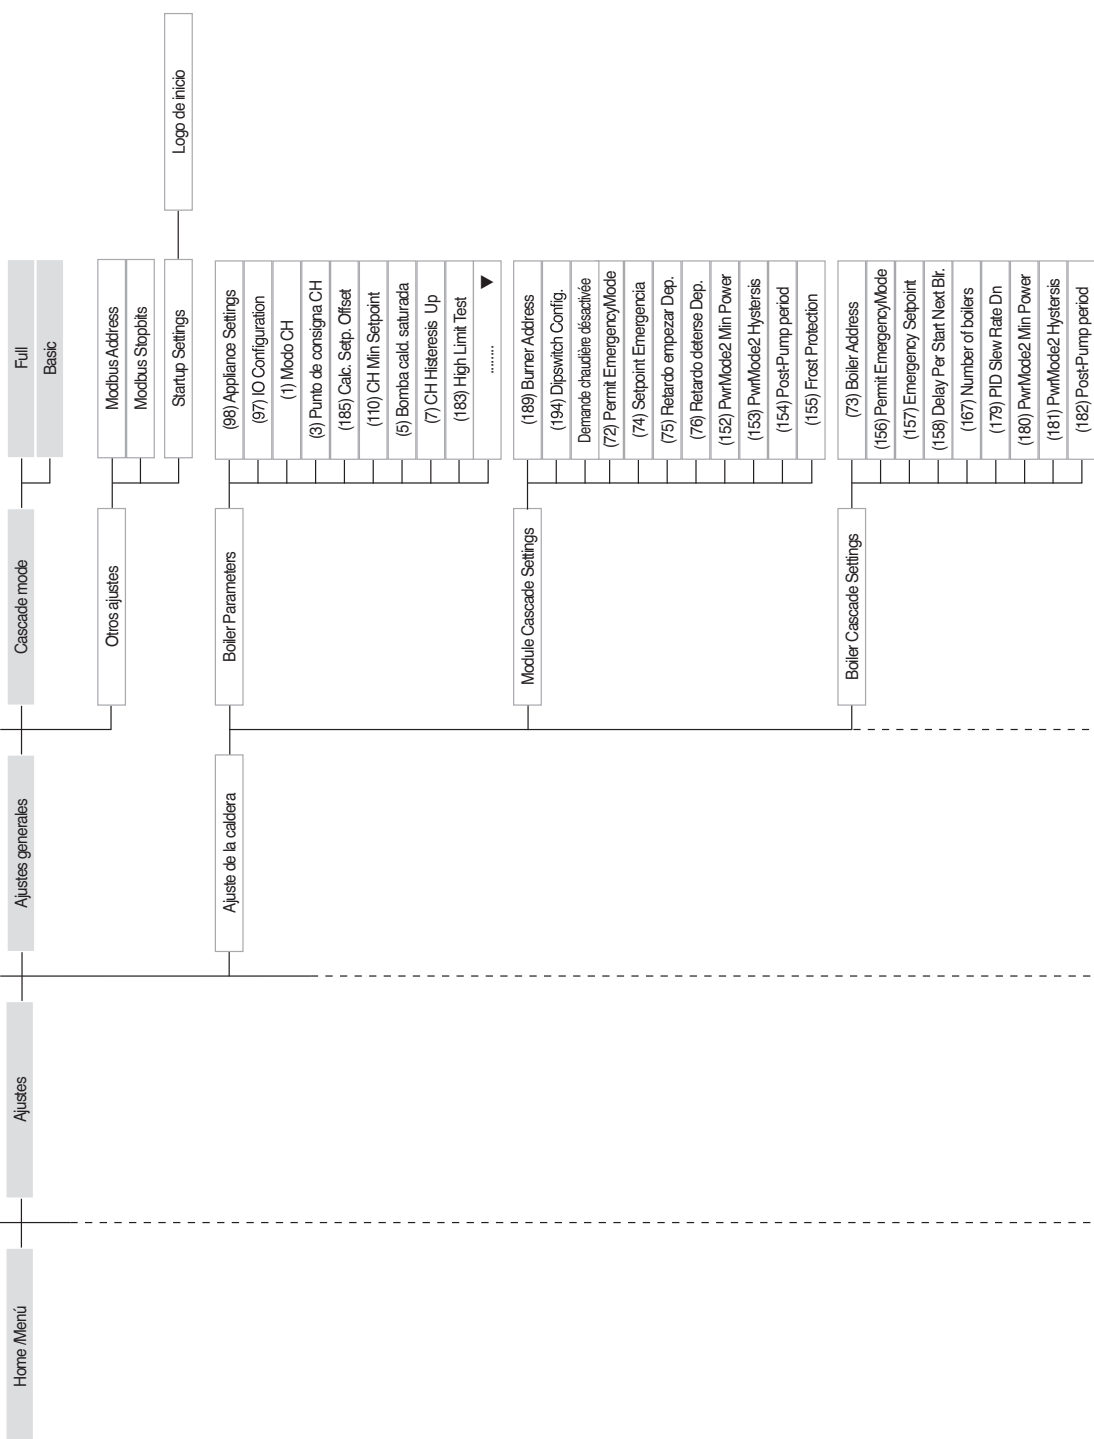 Home /Menú
Ajustes
Ajustes generales
Cascade mode
Full
Basic
Otros ajustes
Modbus Address
Modbus Stopbits
Startup Settings
Logo de inicio
Ajuste de la caldera
Boiler Parameters
(98) Appliance Settings
(97) IO Configuration
(1) Modo CH
(3) Punto de consigna CH
(185) Calc. Setp. Offset
(110) CH Min Setpoint
(5) Bomba cald. saturada
(7) CH Histeresis Up
(183) High Limit Test
........ ▼
Module Cascade Settings
(189) Burner Address
(194) Dipswitch Config.
Demande chaudière désactivée
(72) Permit EmergencyMode
(74) Setpoint Emergencia
(75) Retardo empezar Dep.
(76) Retardo deterse Dep.
(152) PwrMode2 Min Power
(153) PwrMode2 Hystersis
(154) Post-Pump period
(155) Frost Protection
Boiler Cascade Settings
(73) Boiler Address
(156) Permit EmergencyMode
(157) Emergency Setpoint
(158) Delay Per Start Next Blr.
(167) Number of boilers
(179) PID Slew Rate Dn
(180) PwrMode2 Min Power
(181) PwrMode2 Hystersis
(182) Post-Pump period